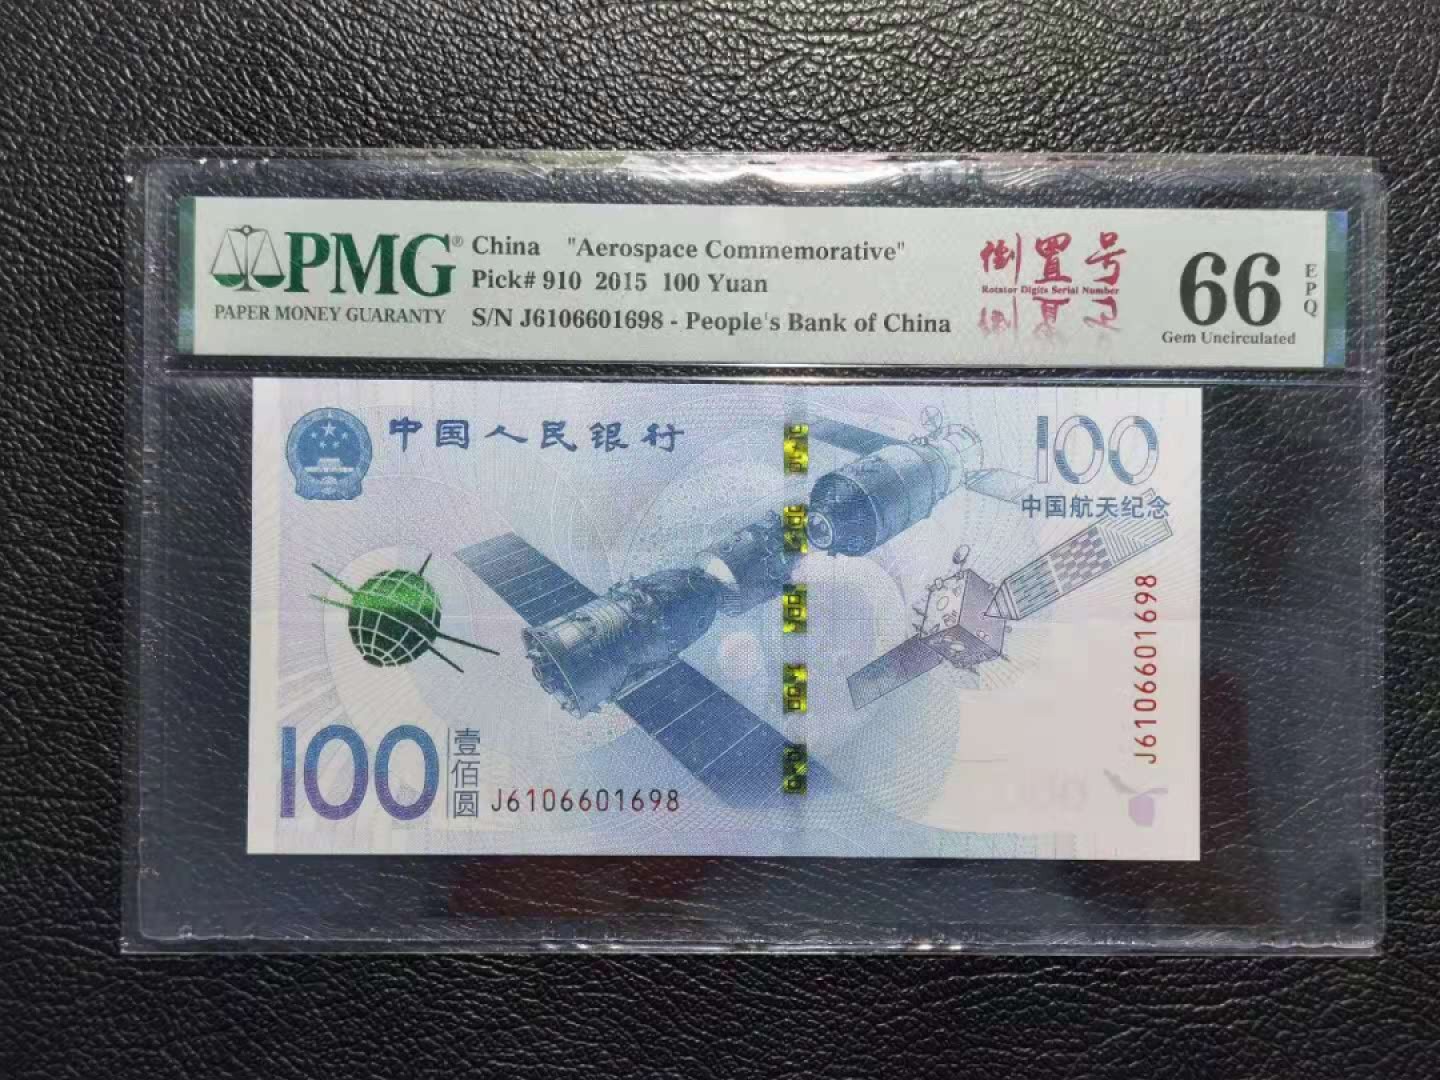 PMG®
PAPER MONEY GUARANTY
China "Aerospace Commemorative"
Pick# 910 2015 100 Yuan
S/N J6106601698 - People's Bank of China
倒置号
Rotator Digits Serial Number
66
EPQ
Gem Uncirculated
中国人民银行
100
中国航天纪念
J6106601698
100
壹佰圆
J6106601698